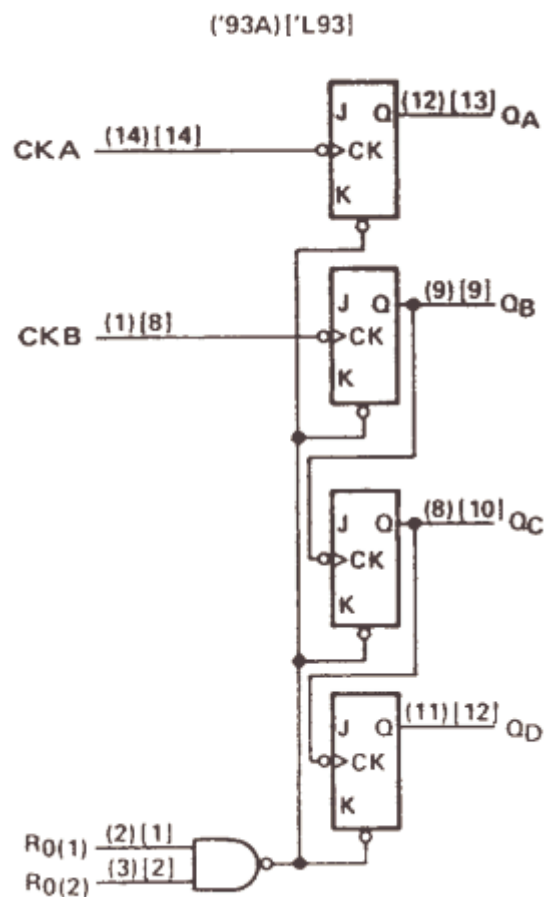 ('93A)['L93]
J Q (12)[13] QA
CKA (14)[14] CK
K
J Q (9)[9] QB
CKB (1)[8] CK
K
J Q (8)[10] QC
CK
K
J Q (11)[12] QD
CK
K
R0(1) (2)[1]
R0(2) (3)[2]